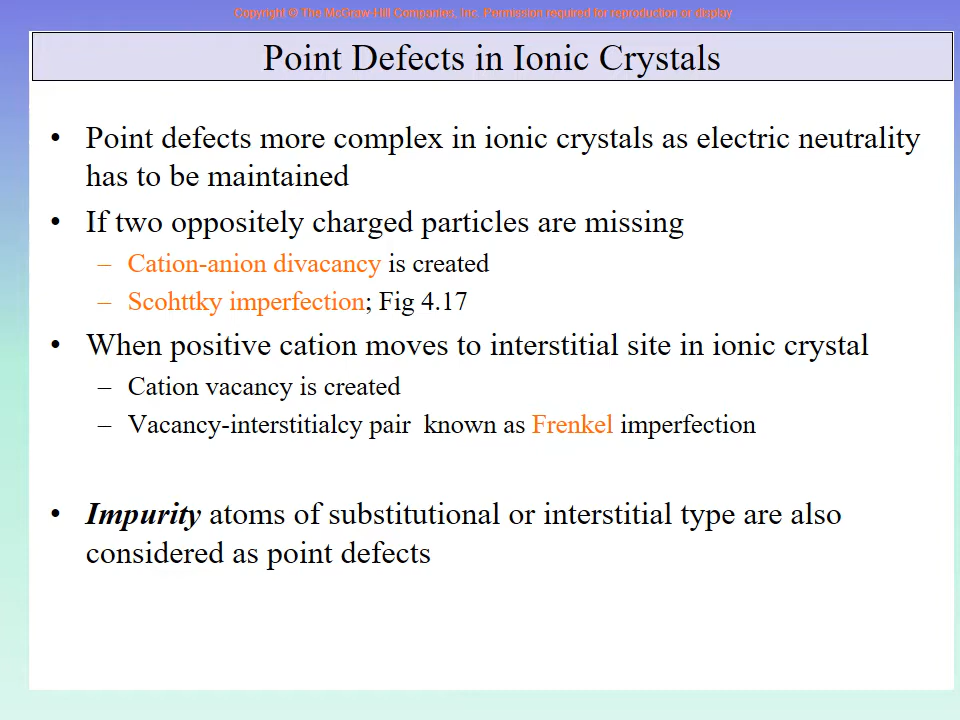 Copyright © The McGraw-Hill Companies, Inc. Permission required for reproduction or display
Point Defects in Ionic Crystals
• Point defects more complex in ionic crystals as electric neutrality
has to be maintained
• If two oppositely charged particles are missing
– Cation-anion divacancy is created
– Scohttky imperfection; Fig 4.17
• When positive cation moves to interstitial site in ionic crystal
– Cation vacancy is created
– Vacancy-interstitialcy pair known as Frenkel imperfection
• Impurity atoms of substitutional or interstitial type are also
considered as point defects